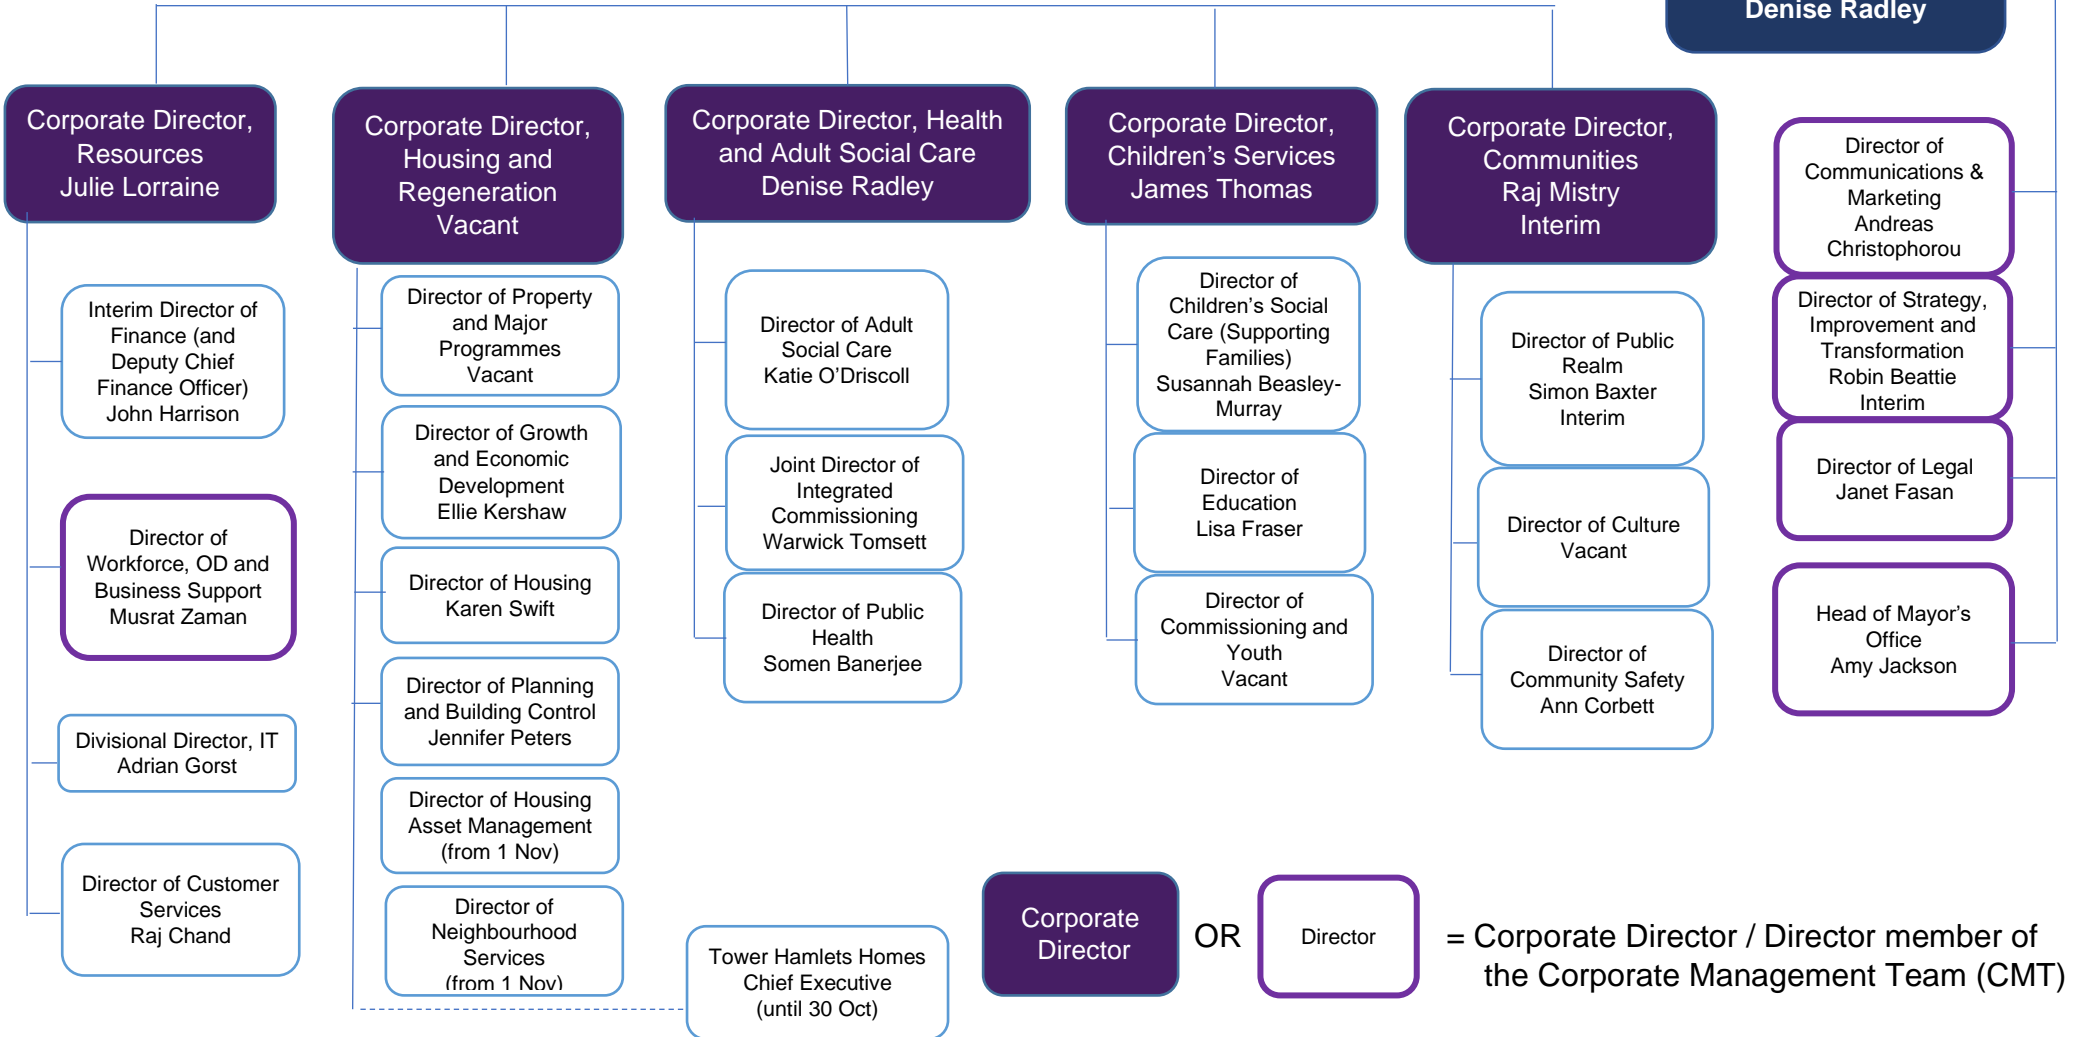 Denise Radley
Corporate Director,
Resources
Julie Lorraine
Corporate Director,
Housing and
Regeneration
Vacant
Corporate Director, Health
and Adult Social Care
Denise Radley
Corporate Director,
Children’s Services
James Thomas
Corporate Director,
Communities
Raj Mistry
Interim
Director of
Communications &
Marketing
Andreas
Christophorou
Interim Director of
Finance (and
Deputy Chief
Finance Officer)
John Harrison
Director of
Workforce, OD and
Business Support
Musrat Zaman
Divisional Director, IT
Adrian Gorst
Director of Customer
Services
Raj Chand
Director of Property
and Major
Programmes
Vacant
Director of Growth
and Economic
Development
Ellie Kershaw
Director of Housing
Karen Swift
Director of Planning
and Building Control
Jennifer Peters
Director of Housing
Asset Management
(from 1 Nov)
Director of
Neighbourhood
Services
(from 1 Nov)
Tower Hamlets Homes
Chief Executive
(until 30 Oct)
Director of Adult
Social Care
Katie O’Driscoll
Joint Director of
Integrated
Commissioning
Warwick Tomsett
Director of Public
Health
Somen Banerjee
Director of
Children’s Social
Care (Supporting
Families)
Susannah Beasley-
Murray
Director of
Education
Lisa Fraser
Director of
Commissioning and
Youth
Vacant
Director of Public
Realm
Simon Baxter
Interim
Director of Culture
Vacant
Director of
Community Safety
Ann Corbett
Director of Strategy,
Improvement and
Transformation
Robin Beattie
Interim
Director of Legal
Janet Fasan
Head of Mayor’s
Office
Amy Jackson
Corporate
Director
OR
Director
= Corporate Director / Director member of
the Corporate Management Team (CMT)